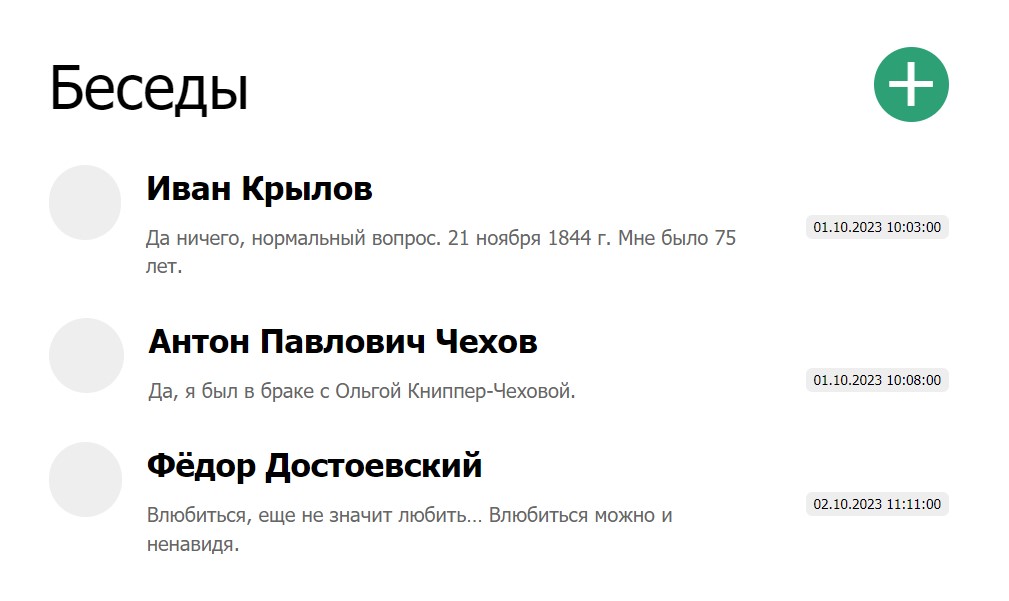 Беседы
Иван Крылов
Да ничего, нормальный вопрос. 21 ноября 1844 г. Мне было 75
лет.
01.10.2023 10:03:00
Антон Павлович Чехов
Да, я был в браке с Ольгой Книппер-Чеховой.
01.10.2023 10:08:00
Фёдор Достоевский
Влюбиться, еще не значит любить… Влюбиться можно и
ненавидя.
02.10.2023 11:11:00